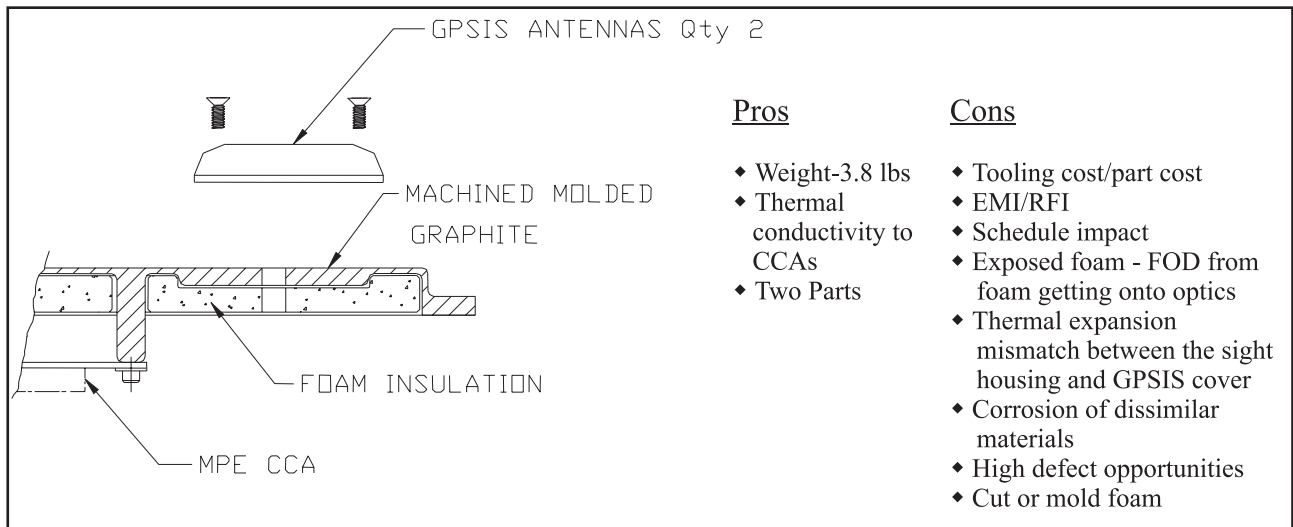 GPSIS ANTENNAS Qty 2
MACHINED MOLDED
GRAPHITE
FOAM INSULATION
MPE CCA
Pros
◆ Weight-3.8 lbs
◆ Thermal
conductivity to
CCAs
◆ Two Parts
Cons
◆ Tooling cost/part cost
◆ EMI/RFI
◆ Schedule impact
◆ Exposed foam - FOD from
foam getting onto optics
◆ Thermal expansion
mismatch between the sight
housing and GPSIS cover
◆ Corrosion of dissimilar
materials
◆ High defect opportunities
◆ Cut or mold foam